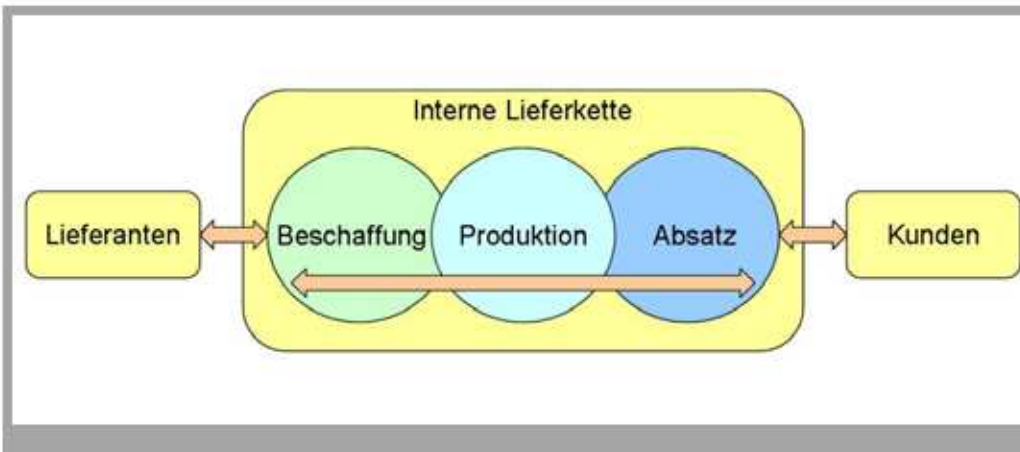 Interne Lieferkette
Lieferanten
Beschaffung
Produktion
Absatz
Kunden